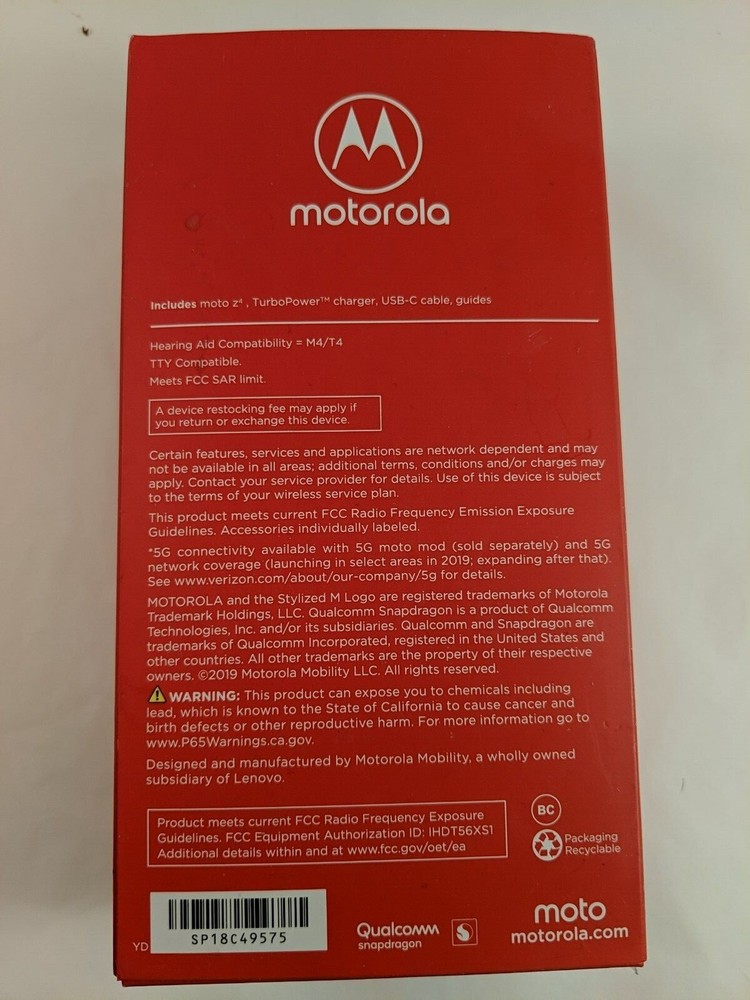 motorola
Includes moto z⁴ , TurboPower™ charger, USB-C cable, guides
Hearing Aid Compatibility = M4/T4
TTY Compatible.
Meets FCC SAR limit.
A device restocking fee may apply if
you return or exchange this device.
Certain features, services and applications are network dependent and may
not be available in all areas; additional terms, conditions and/or charges may
apply. Contact your service provider for details. Use of this device is subject
to the terms of your wireless service plan.
This product meets current FCC Radio Frequency Emission Exposure
Guidelines. Accessories individually labeled.
*5G connectivity available with 5G moto mod (sold separately) and 5G
network coverage (launching in select areas in 2019; expanding after that).
See www.verizon.com/about/our-company/5g for details.
MOTOROLA and the Stylized M Logo are registered trademarks of Motorola
Trademark Holdings, LLC. Qualcomm Snapdragon is a product of Qualcomm
Technologies, Inc. and/or its subsidiaries. Qualcomm and Snapdragon are
trademarks of Qualcomm Incorporated, registered in the United States and
other countries. All other trademarks are the property of their respective
owners. ©2019 Motorola Mobility LLC. All rights reserved.
⚠ WARNING: This product can expose you to chemicals including
lead, which is known to the State of California to cause cancer and
birth defects or other reproductive harm. For more information go to
www.P65Warnings.ca.gov.
Designed and manufactured by Motorola Mobility, a wholly owned
subsidiary of Lenovo.
Product meets current FCC Radio Frequency Exposure
Guidelines. FCC Equipment Authorization ID: IHDT56XS1
Additional details within and at www.fcc.gov/oet/ea
BC
Packaging
Recyclable
YD
SP18C49575
Qualcomm
snapdragon
moto
motorola.com